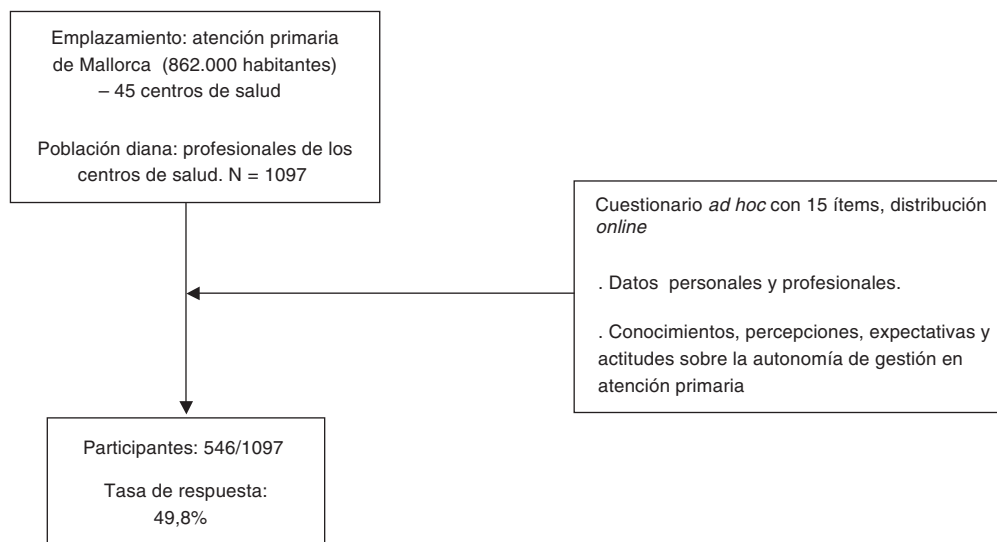 Emplazamiento: atención primaria
de Mallorca (862.000 habitantes)
– 45 centros de salud
Población diana: profesionales de los
centros de salud. N = 1097
Cuestionario ad hoc con 15 ítems, distribución
online
. Datos personales y profesionales.
. Conocimientos, percepciones, expectativas y
actitudes sobre la autonomía de gestión en
atención primaria
Participantes: 546/1097
Tasa de respuesta:
49,8%